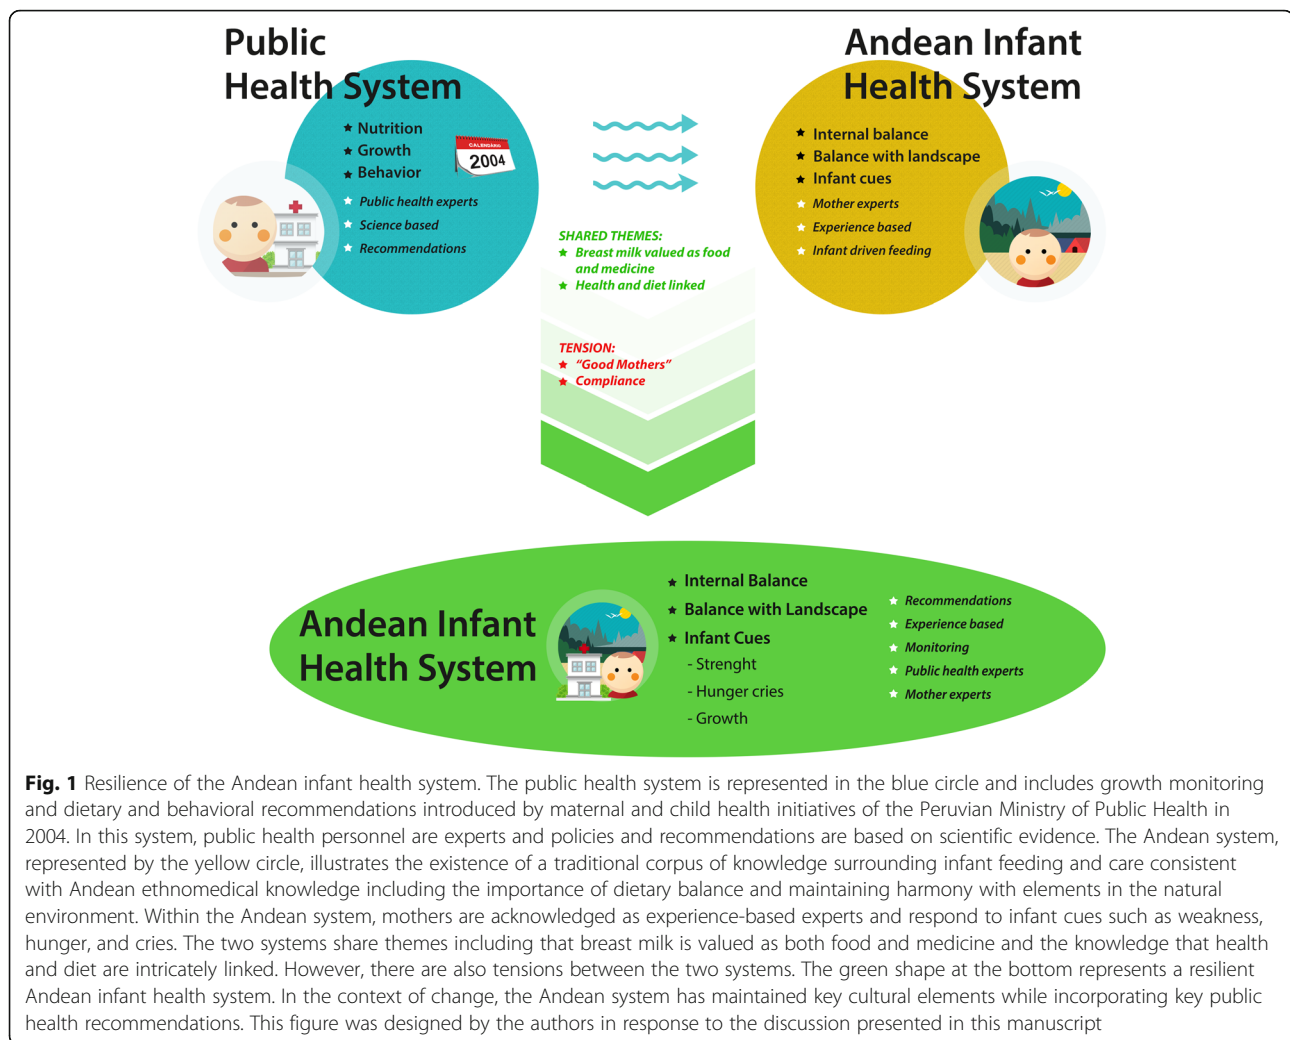 Public
Health System
Nutrition
Growth
Behavior
CALENDARIO
2004
Public health experts
Science based
Recommendations
Andean Infant
Health System
Internal balance
Balance with landscape
Infant cues
Mother experts
Experience based
Infant driven feeding
SHARED THEMES:
Breast milk valued as food
and medicine
Health and diet linked
TENSION:
“Good Mothers”
Compliance
Andean Infant
Health System
Internal Balance
Balance with Landscape
Infant Cues
- Strenght
- Hunger cries
- Growth
Recommendations
Experience based
Monitoring
Public health experts
Mother experts
Fig. 1 Resilience of the Andean infant health system. The public health system is represented in the blue circle and includes growth monitoring
and dietary and behavioral recommendations introduced by maternal and child health initiatives of the Peruvian Ministry of Public Health in
2004. In this system, public health personnel are experts and policies and recommendations are based on scientific evidence. The Andean system,
represented by the yellow circle, illustrates the existence of a traditional corpus of knowledge surrounding infant feeding and care consistent
with Andean ethnomedical knowledge including the importance of dietary balance and maintaining harmony with elements in the natural
environment. Within the Andean system, mothers are acknowledged as experience-based experts and respond to infant cues such as weakness,
hunger, and cries. The two systems share themes including that breast milk is valued as both food and medicine and the knowledge that health
and diet are intricately linked. However, there are also tensions between the two systems. The green shape at the bottom represents a resilient
Andean infant health system. In the context of change, the Andean system has maintained key cultural elements while incorporating key public
health recommendations. This figure was designed by the authors in response to the discussion presented in this manuscript